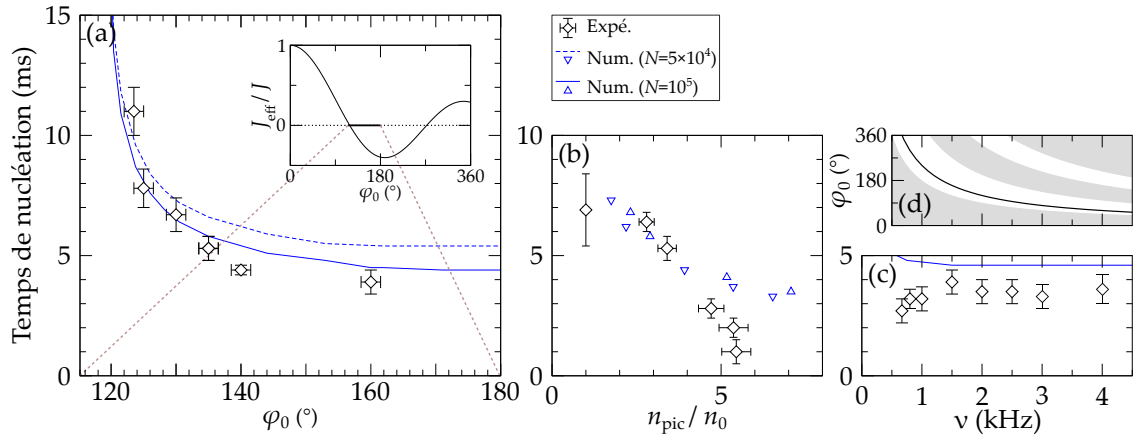 Temps de nucléation (ms)
15
10
5
0
(a)
120
140
160
180
φ0 (°)
Jeff / J
1
0
0
180
360
φ0 (°)
Expé.
Num. (N=5×10⁴)
Num. (N=10⁵)
10
5
0
(b)
0
5
npic / n0
φ0 (°)
360
180
0
(d)
5
0
(c)
0
1
2
3
4
ν (kHz)